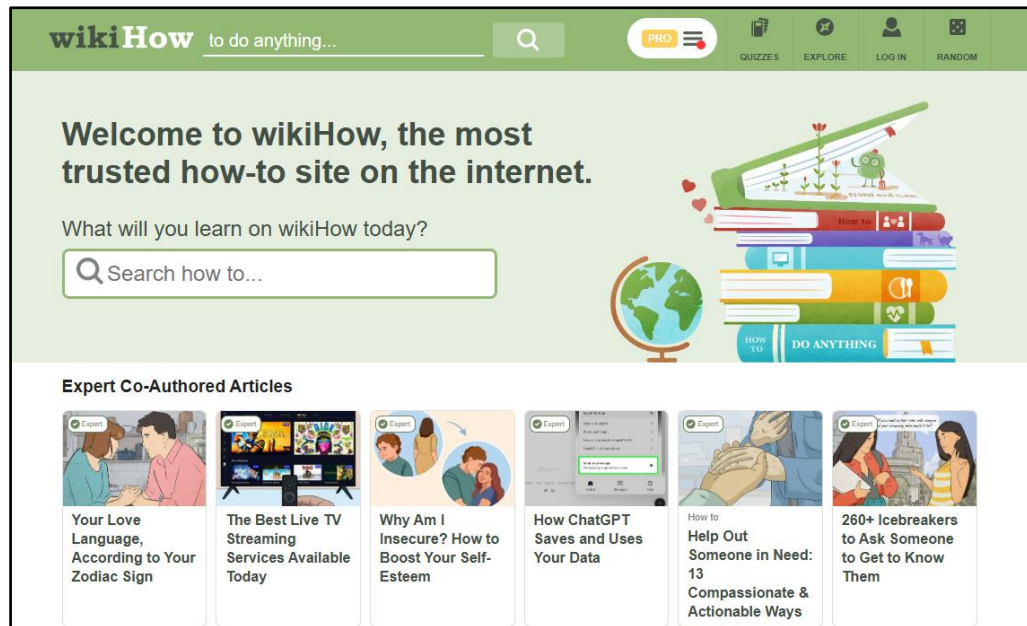 wikiHow to do anything...
PRO
QUIZZES
EXPLORE
LOG IN
RANDOM
Welcome to wikiHow, the most
trusted how-to site on the internet.
What will you learn on wikiHow today?
Search how to...
How to
HOW
TO
DO ANYTHING
Expert Co-Authored Articles
Expert
Your Love
Language,
According to Your
Zodiac Sign
Expert
The Best Live TV
Streaming
Services Available
Today
Expert
Why Am I
Insecure? How to
Boost Your Self-
Esteem
Expert
How ChatGPT
Saves and Uses
Your Data
Expert
How to
Help Out
Someone in Need:
13
Compassionate &
Actionable Ways
Expert
260+ Icebreakers
to Ask Someone
to Get to Know
Them